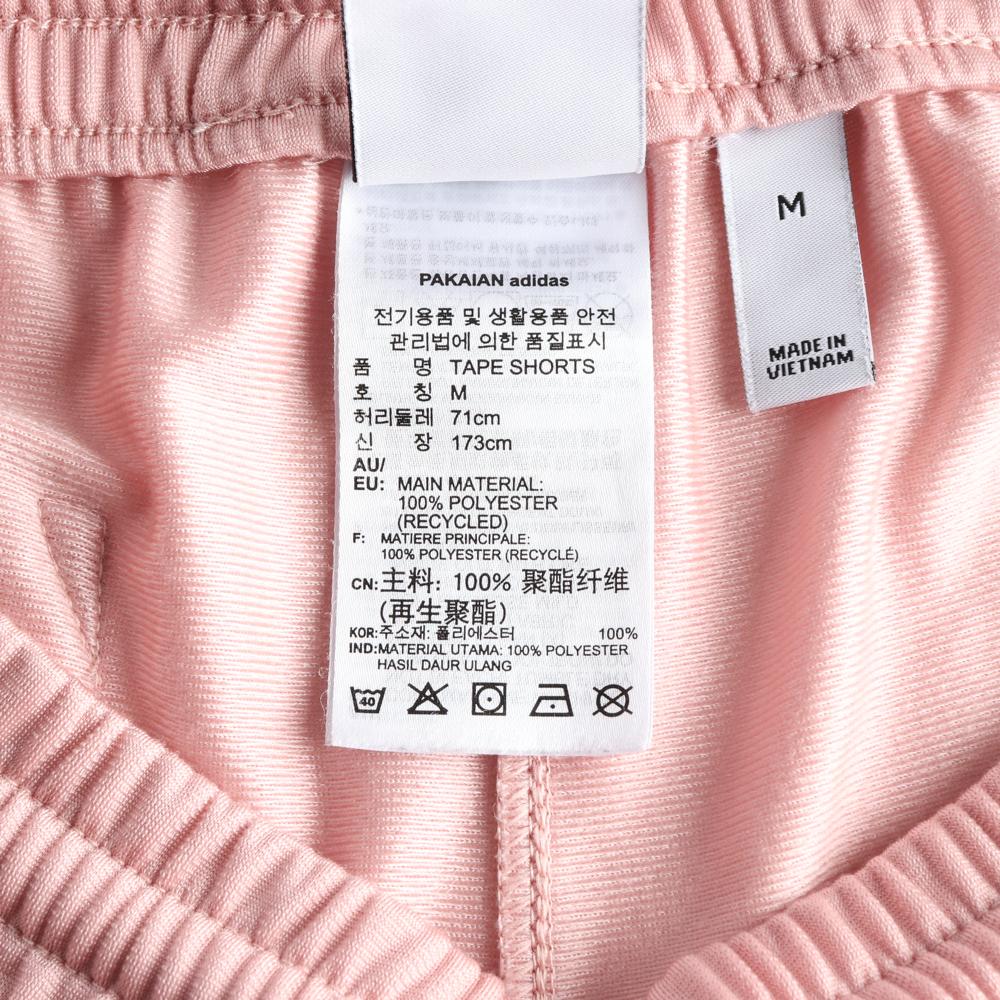 PAKAIAN adidas
전기용품 및 생활용품 안전
관리법에 의한 품질표시
품 명 TAPE SHORTS
호 칭 M
허리둘레 71cm
신 장 173cm
AU/
EU: MAIN MATERIAL:
100% POLYESTER
(RECYCLED)
F: MATIERE PRINCIPALE:
100% POLYESTER (RECYCLÉ)
CN:主料: 100% 聚酯纤维
(再生聚酯)
KOR:주소재: 폴리에스터 100%
IND:MATERIAL UTAMA: 100% POLYESTER
HASIL DAUR ULANG
40
M
MADE IN
VIETNAM